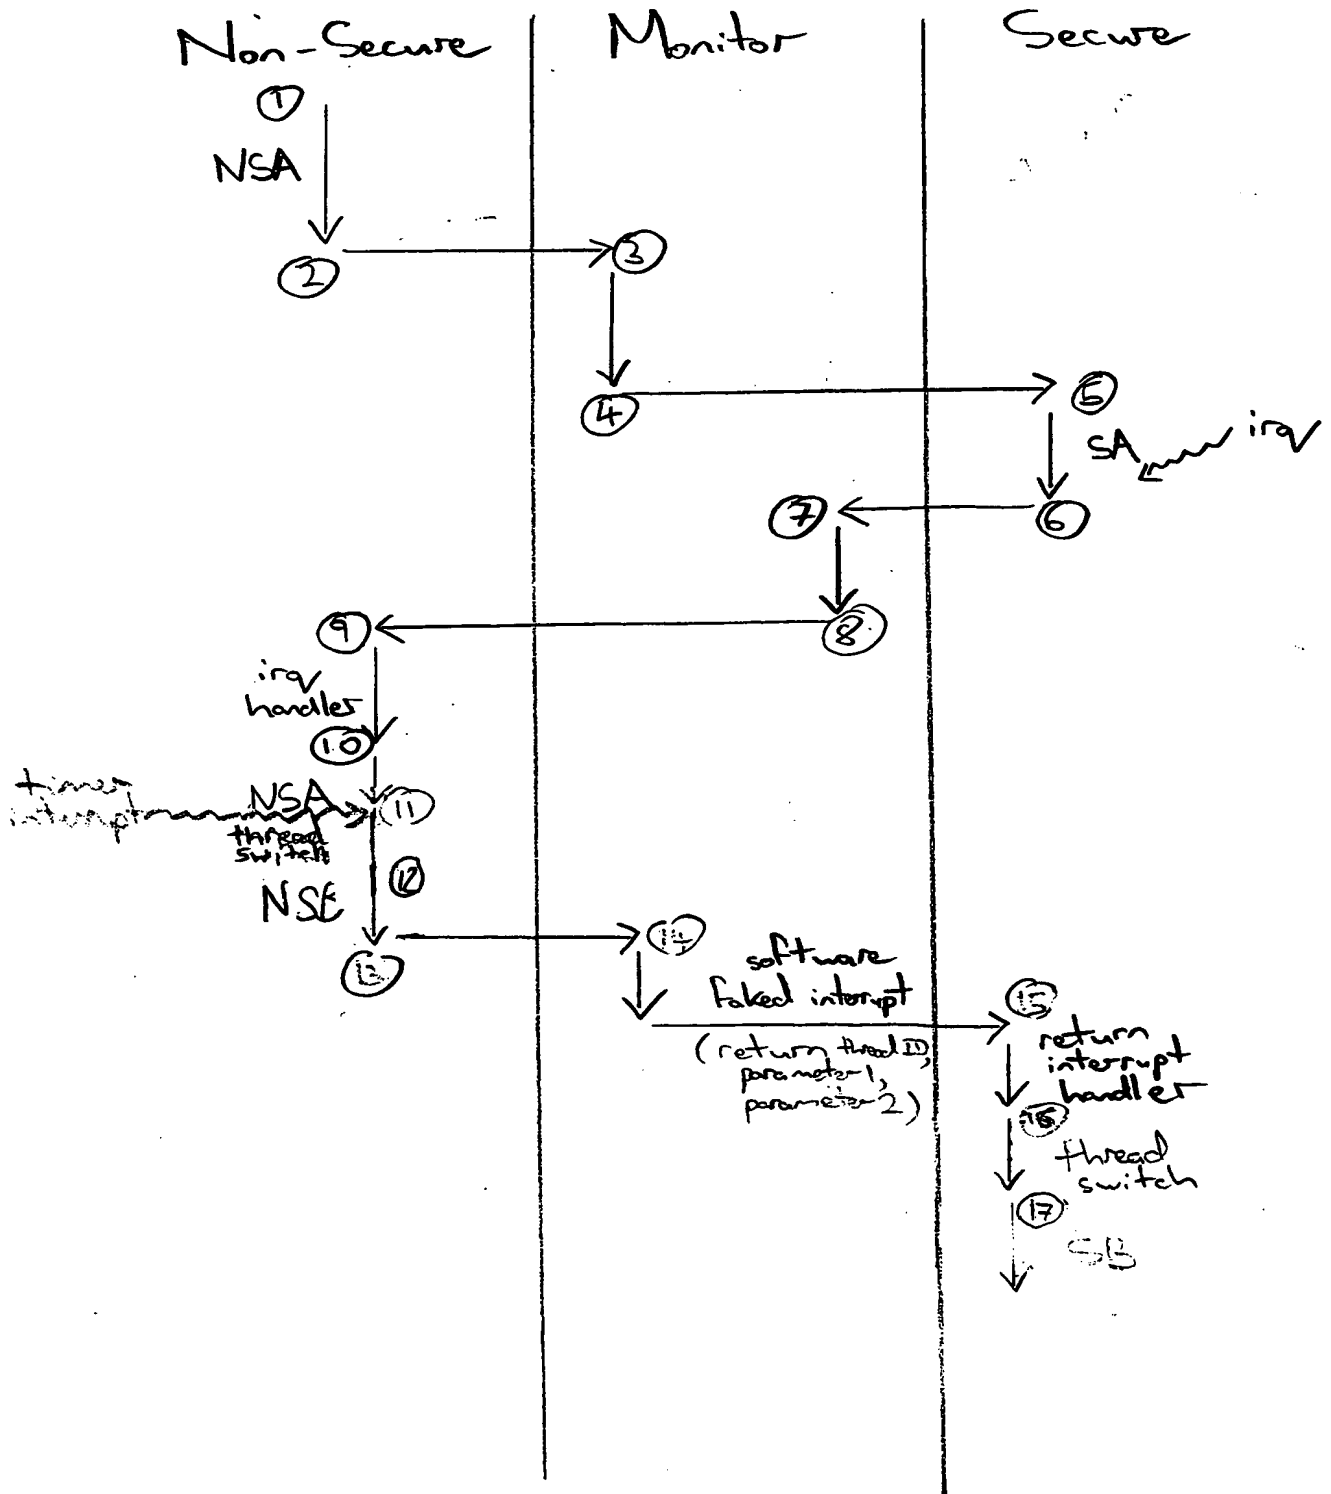 Non-Secure
Monitor
Secure
1
NSA
2
3
4
5
SA
irq
6
7
8
9
irq
handler
10
timer
NSA
11
thread
switch
12
NSE
13
14
software
faked interrupt
(return thread ID,
parameter 1,
parameter 2)
15
return
interrupt
handler
16
thread
switch
17
SB